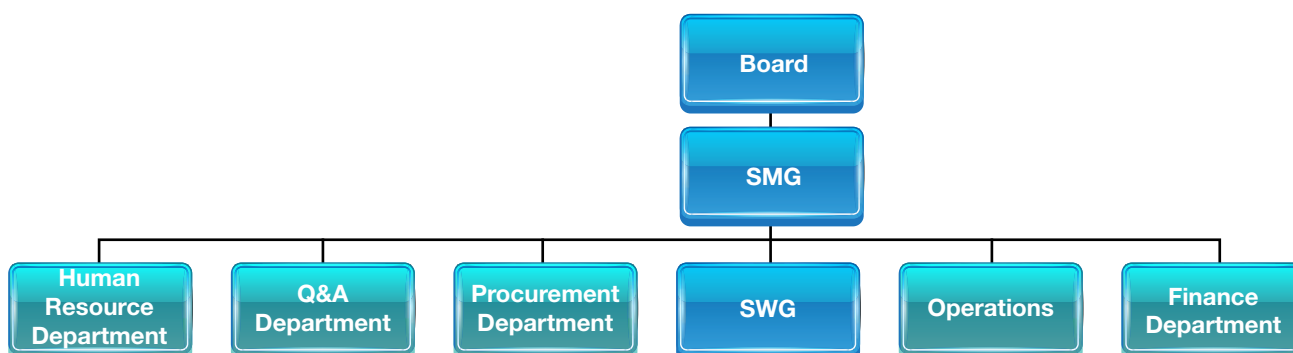 Board
SMG
Human
Resource
Department
Q&A
Department
Procurement
Department
SWG
Operations
Finance
Department